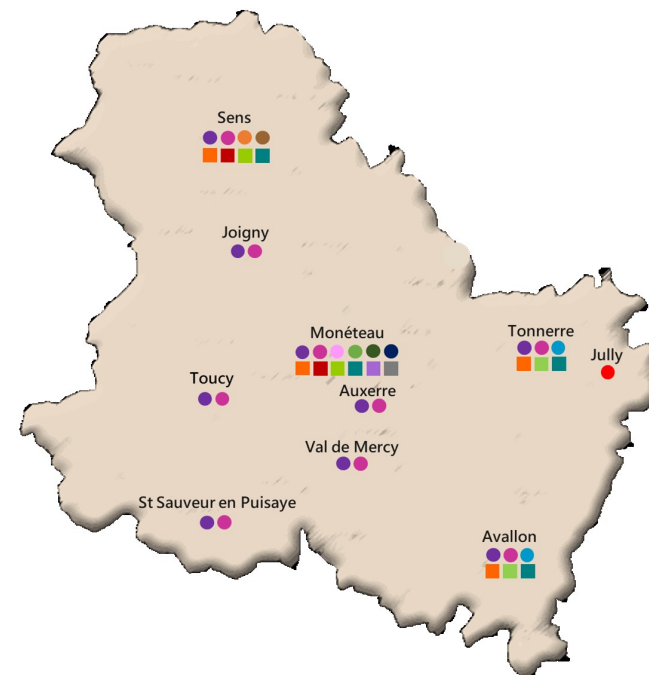 Sens
Joigny
Monéteau
Tonnerre
Jully
Toucy
Auxerre
Val de Mercy
St Sauveur en Puisaye
Avallon